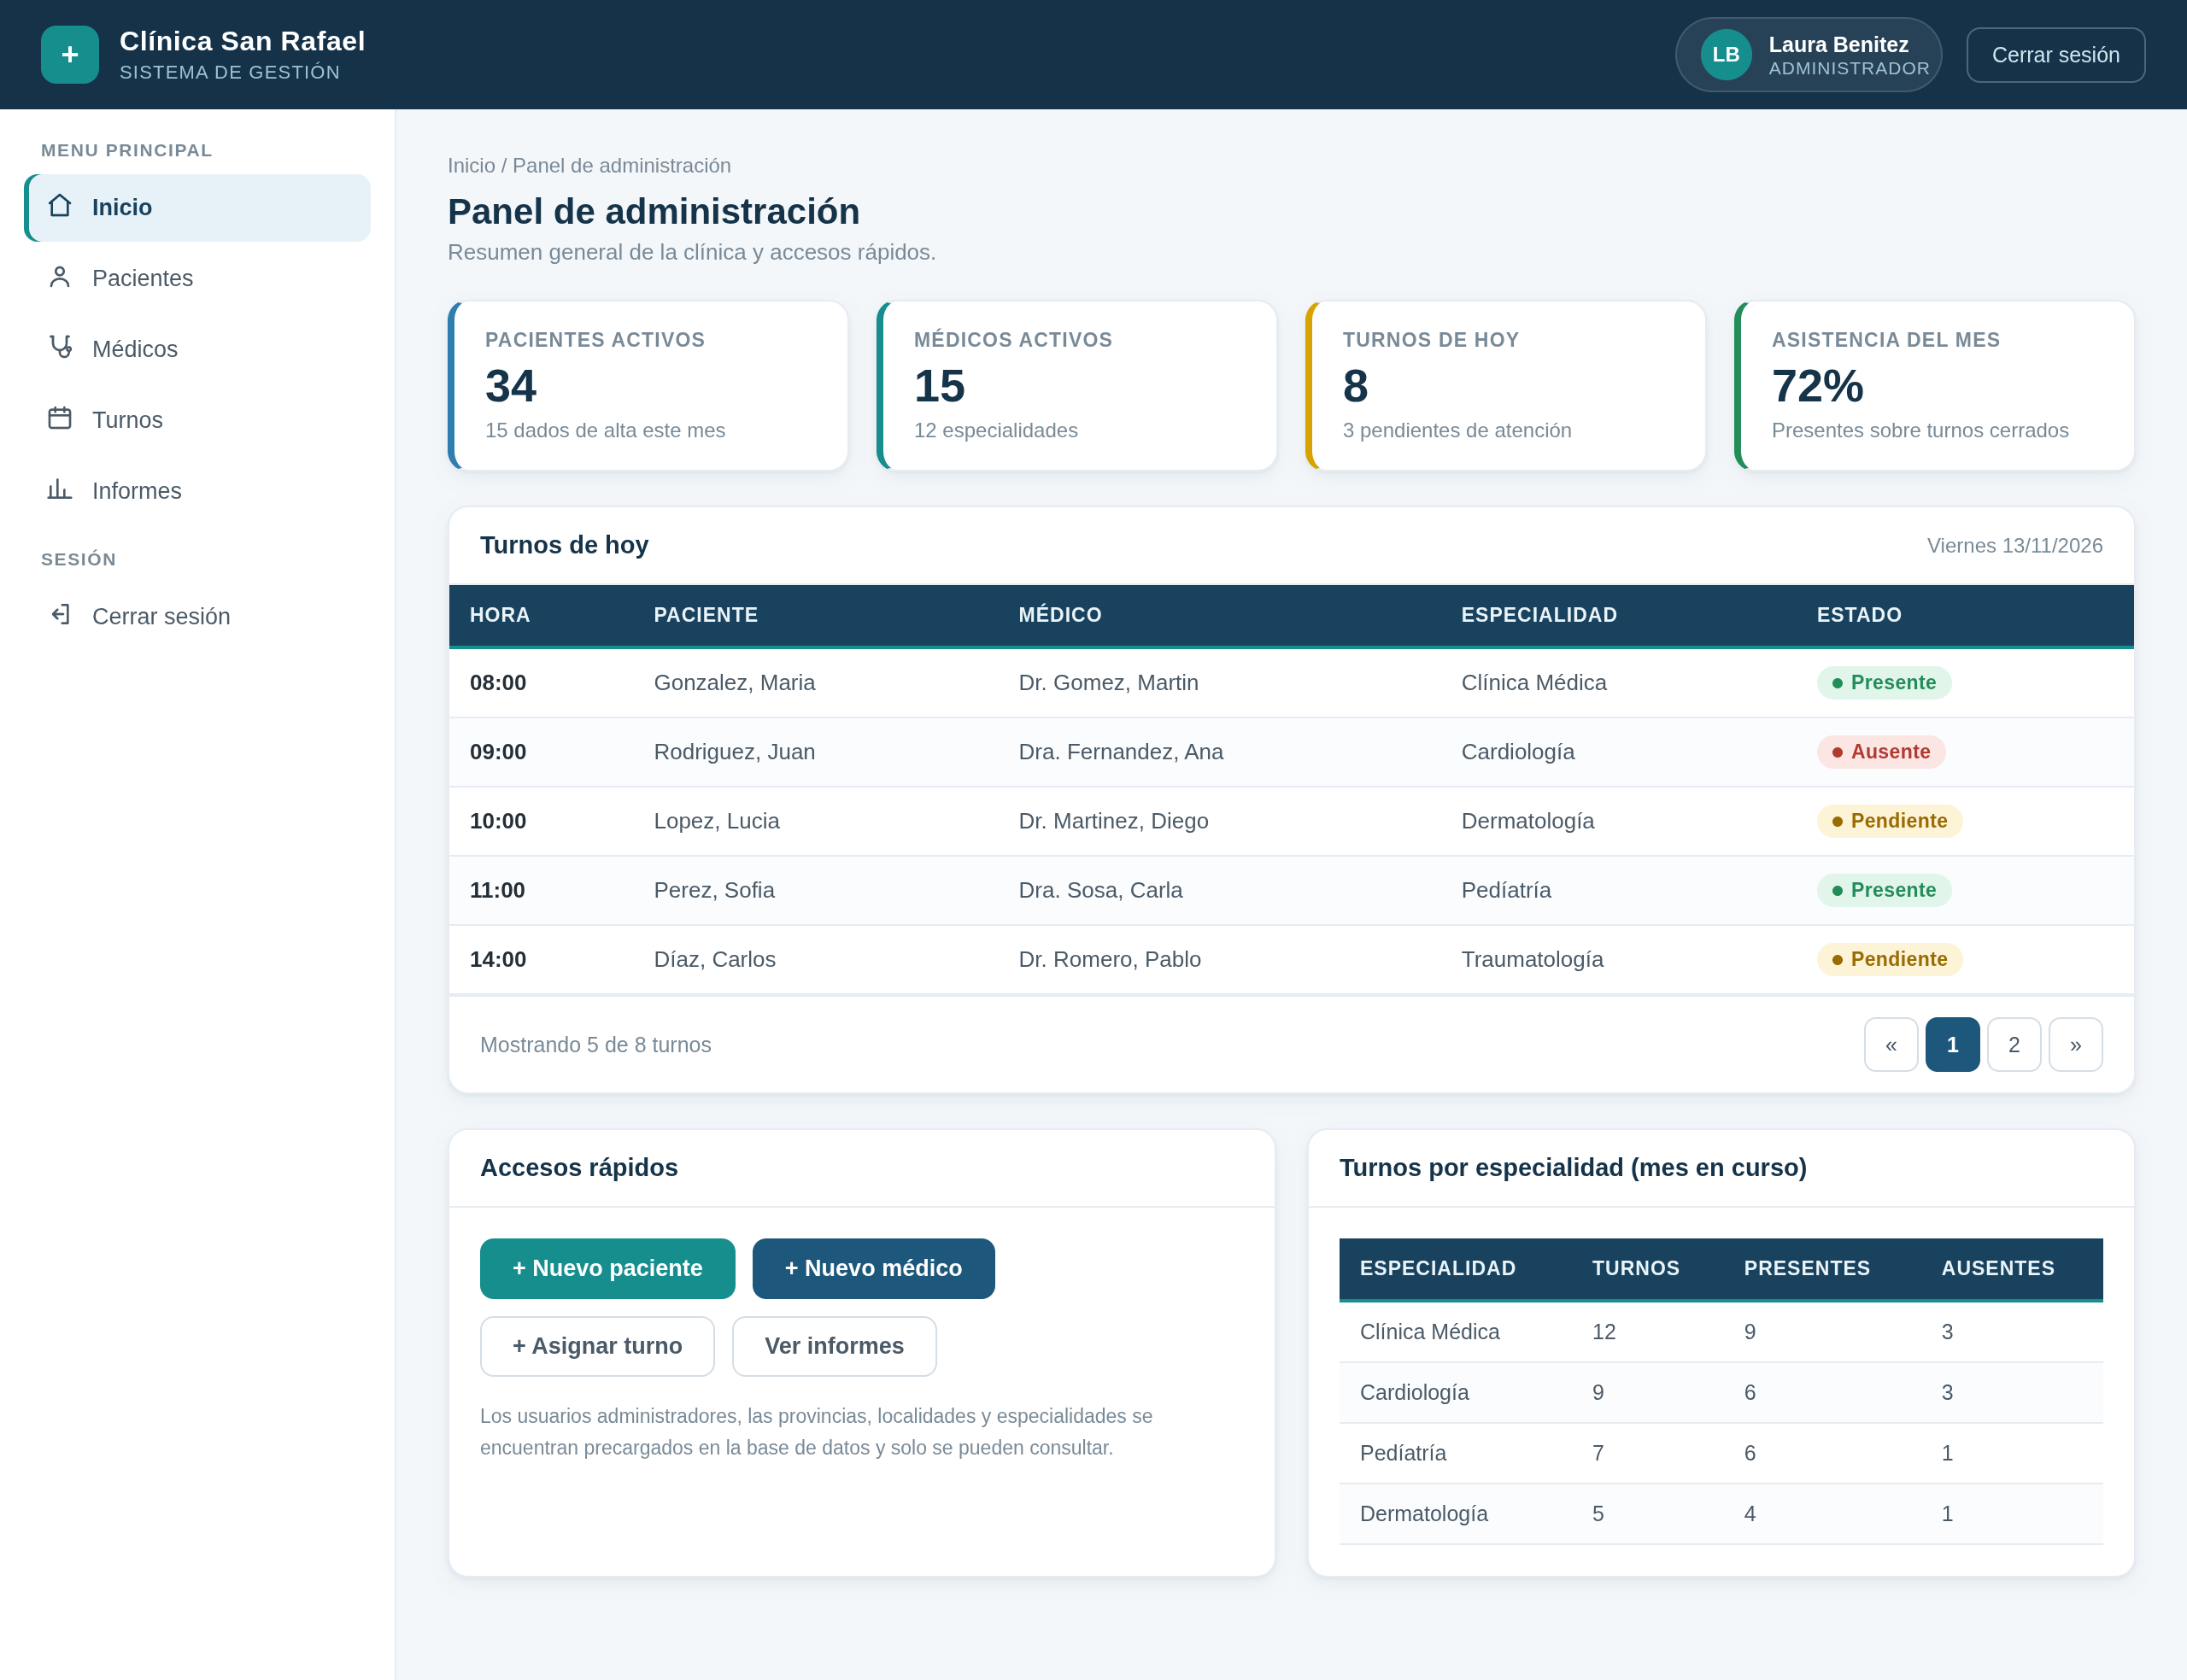 +
Clínica San Rafael
SISTEMA DE GESTIÓN
LB
Laura Benitez
ADMINISTRADOR
Cerrar sesión
MENU PRINCIPAL
Inicio
Pacientes
Médicos
Turnos
Informes
SESIÓN
Cerrar sesión
Inicio / Panel de administración
Panel de administración
Resumen general de la clínica y accesos rápidos.
PACIENTES ACTIVOS
34
15 dados de alta este mes
MÉDICOS ACTIVOS
15
12 especialidades
TURNOS DE HOY
8
3 pendientes de atención
ASISTENCIA DEL MES
72%
Presentes sobre turnos cerrados
Turnos de hoy Viernes 13/11/2026
HORA PACIENTE MÉDICO ESPECIALIDAD ESTADO
08:00 Gonzalez, Maria Dr. Gomez, Martin Clínica Médica Presente
09:00 Rodriguez, Juan Dra. Fernandez, Ana Cardiología Ausente
10:00 Lopez, Lucia Dr. Martinez, Diego Dermatología Pendiente
11:00 Perez, Sofia Dra. Sosa, Carla Pedíatría Presente
14:00 Díaz, Carlos Dr. Romero, Pablo Traumatología Pendiente
Mostrando 5 de 8 turnos « 1 2 »
Accesos rápidos
+ Nuevo paciente + Nuevo médico
+ Asignar turno Ver informes
Los usuarios administradores, las provincias, localidades y especialidades se
encuentran precargados en la base de datos y solo se pueden consultar.
Turnos por especialidad (mes en curso)
ESPECIALIDAD TURNOS PRESENTES AUSENTES
Clínica Médica 12 9 3
Cardiología 9 6 3
Pedíatría 7 6 1
Dermatología 5 4 1